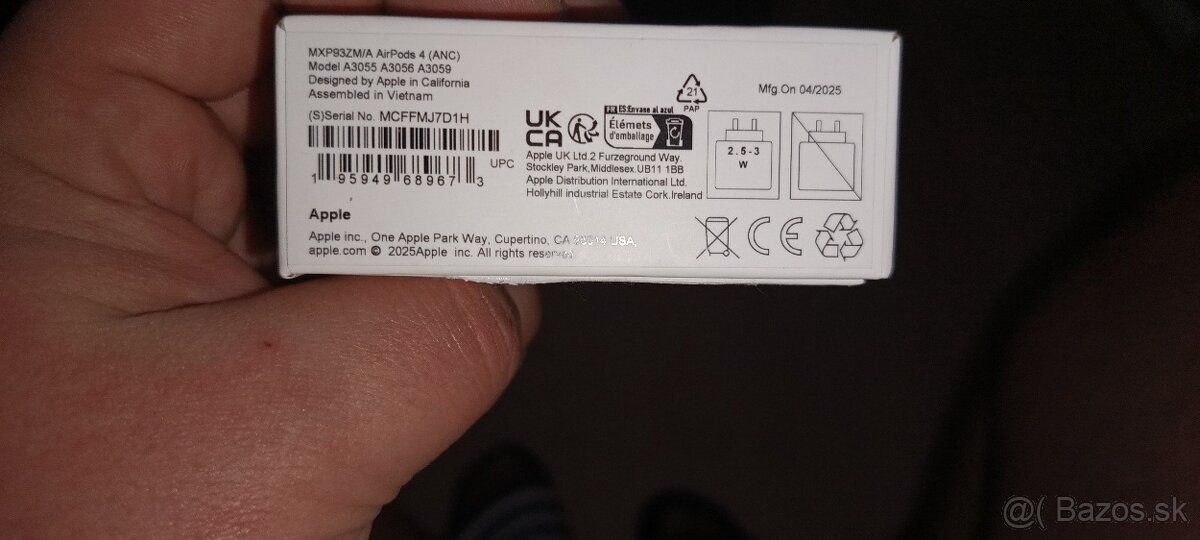 MXP93ZM/A AirPods 4 (ANC)
Model A3055 A3056 A3059
Designed by Apple in California
Assembled in Vietnam
(S)Serial No. MCFFMJ7D1H
UPC
1 95949 68967 3
Apple
Apple inc., One Apple Park Way, Cupertino, CA USA,
apple.com © 2025Apple inc. All rights
UK
CA
FR ES:Envase al azul
Élémets
d'emballage
Apple UK Ltd.2 Furzeground Way.
Stockley Park,Middlesex.UB11 1BB
Apple Distribution International Ltd.
Hollyhill industrial Estate Cork.Ireland
21
PAP
Mfg.On 04/2025
2.5-3
W
CE
@( Bazos.sk